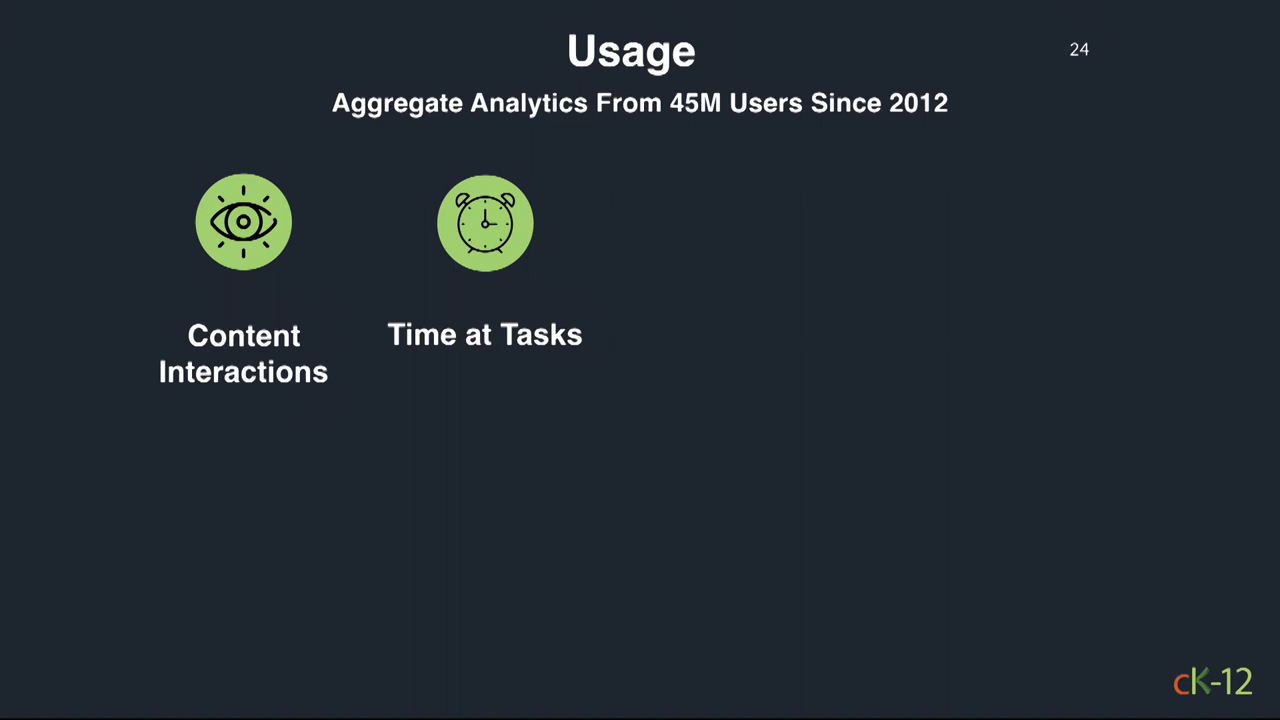 Usage
24
Aggregate Analytics From 45M Users Since 2012
Content
Interactions
Time at Tasks
cK-12